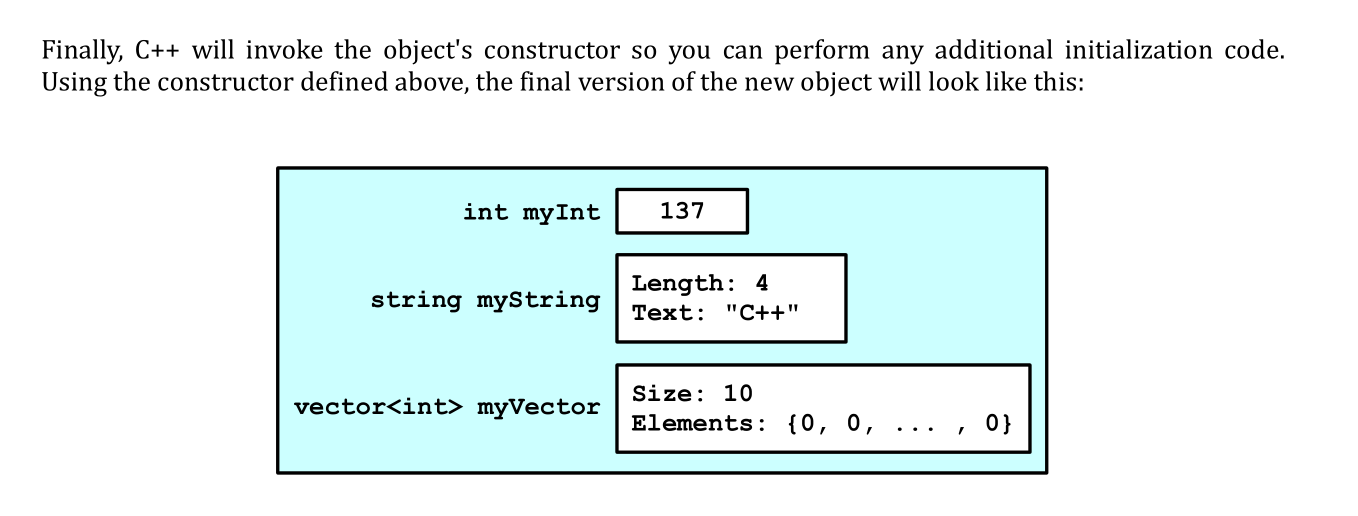 Finally, C++ will invoke the object's constructor so you can perform any additional initialization code.
Using the constructor defined above, the final version of the new object will look like this:
int myInt 137
string myString
Length: 4
Text: "C++"
vector<int> myVector
Size: 10
Elements: {0, 0, ... , 0}